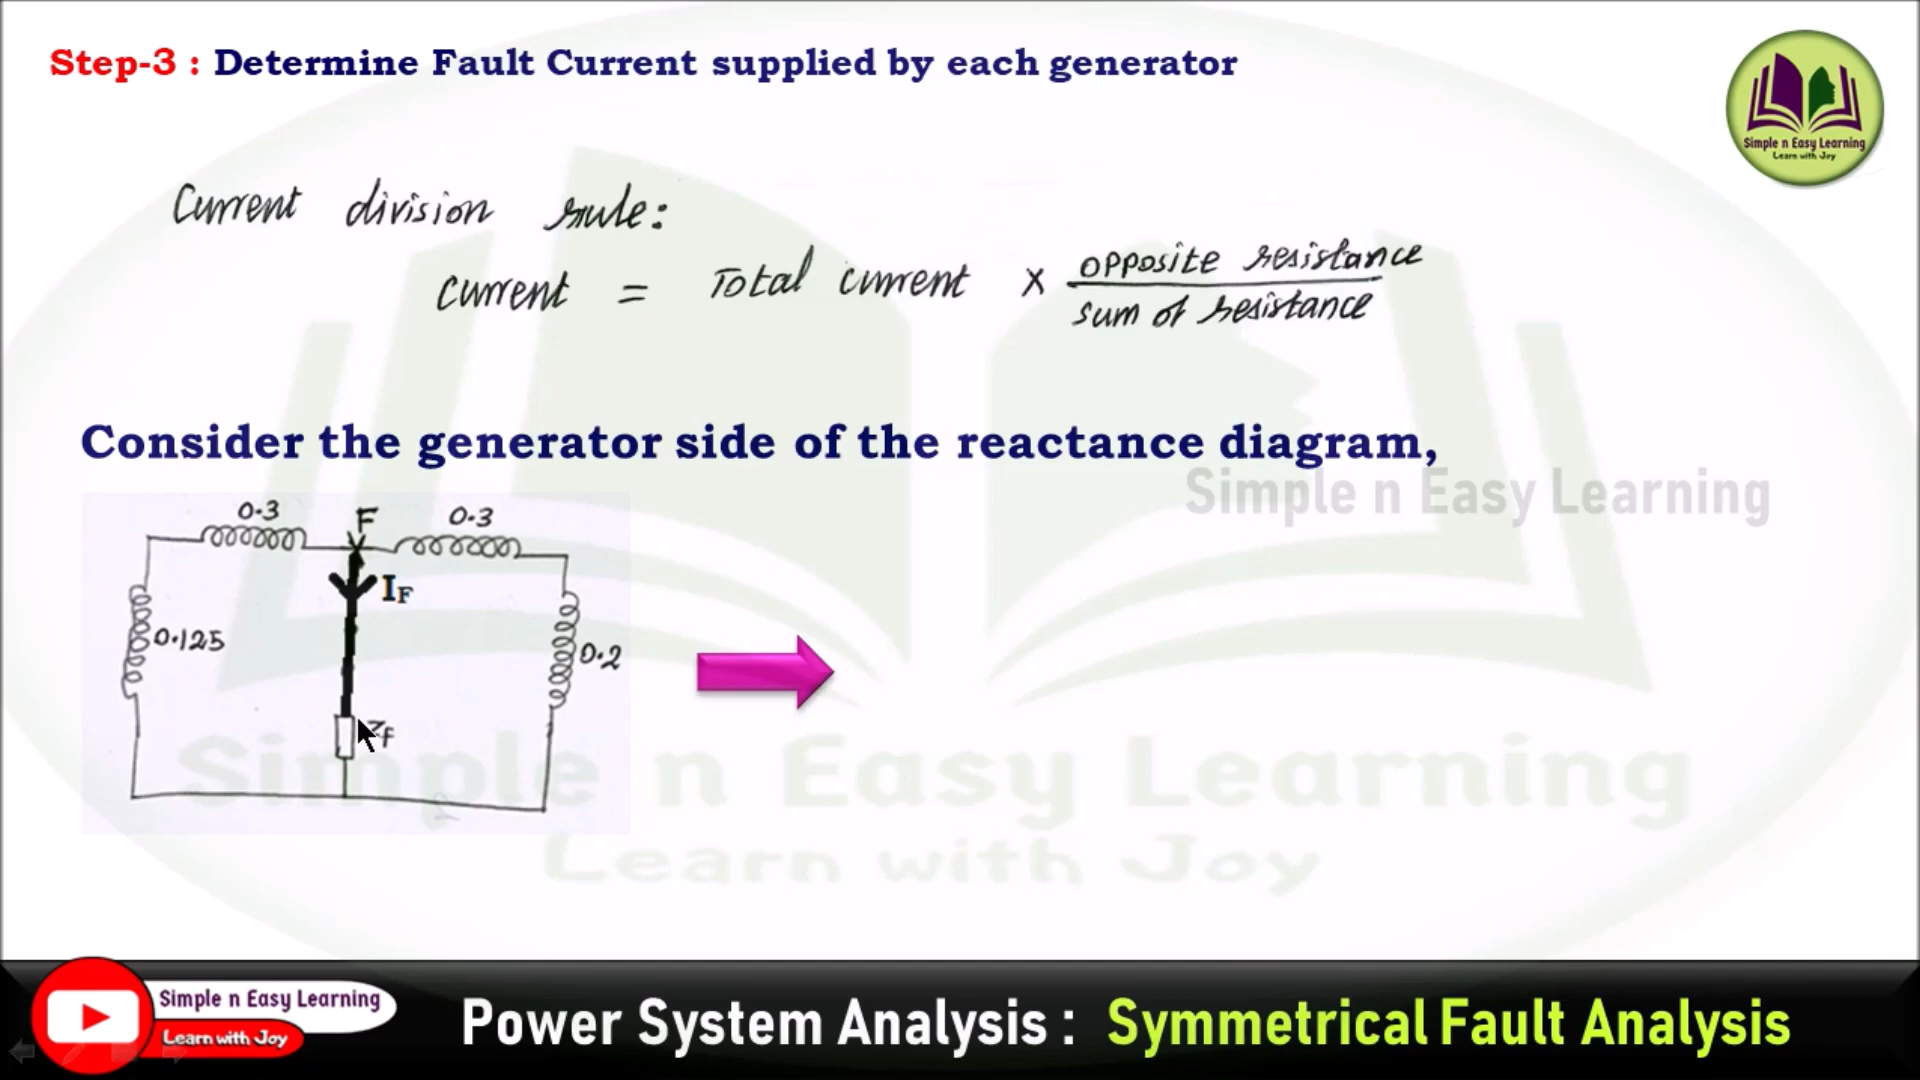 Step-3 : Determine Fault Current supplied by each generator
Simple n Easy Learning
Learn with Joy
Current division rule:
current = Total current × opposite resistance
sum of resistance
Consider the generator side of the reactance diagram,
Simple n Easy Learning
0.3 F 0.3
IF
0.125
0.2
ZF
Simple n Easy Learning
Learn with Joy
Simple n Easy Learning
Learn with Joy
Power System Analysis : Symmetrical Fault Analysis